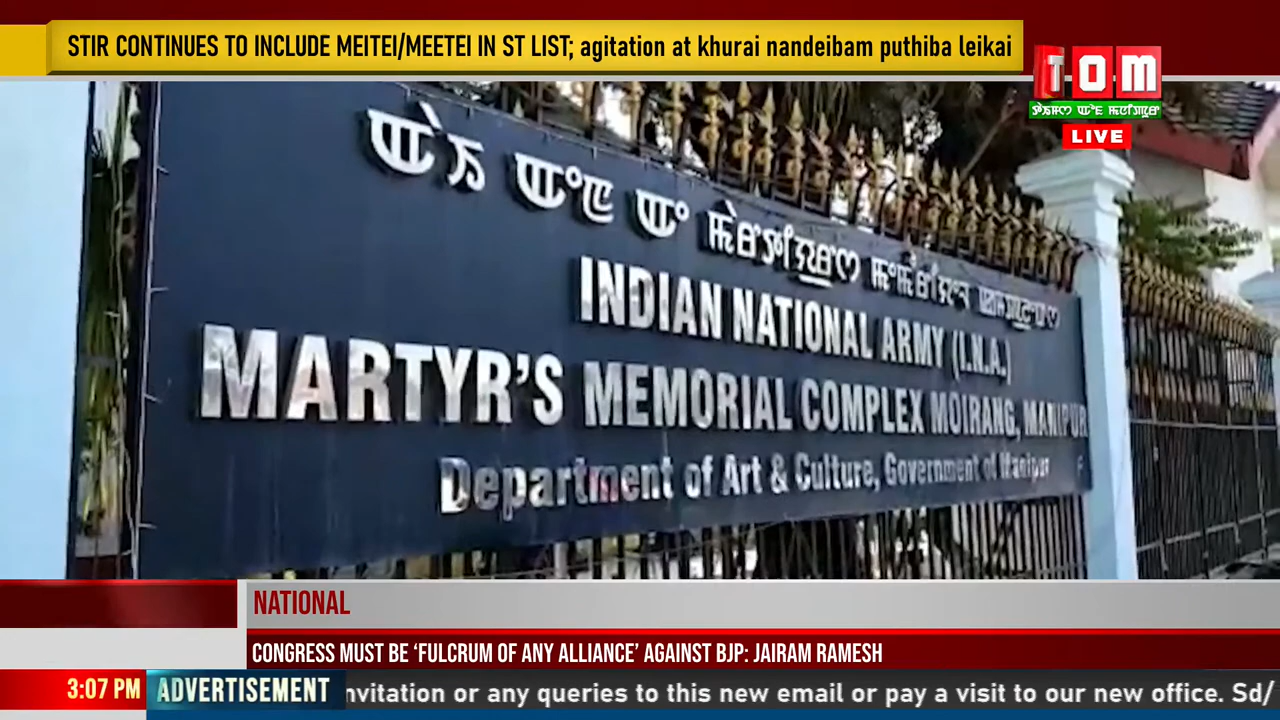 STIR CONTINUES TO INCLUDE MEITEI/MEETEI IN ST LIST; agitation at khurai nandeibam puthiba leikai
TOM
LIVE
INDIAN NATIONAL ARMY (I.N.A.)
MARTYR'S MEMORIAL COMPLEX MOIRANG, MANIPUR
Department of Art & Culture, Government of Manipur
NATIONAL
CONGRESS MUST BE ‘FULCRUM OF ANY ALLIANCE’ AGAINST BJP: JAIRAM RAMESH
3:07 PM ADVERTISEMENT nvitation or any queries to this new email or pay a visit to our new office. Sd/